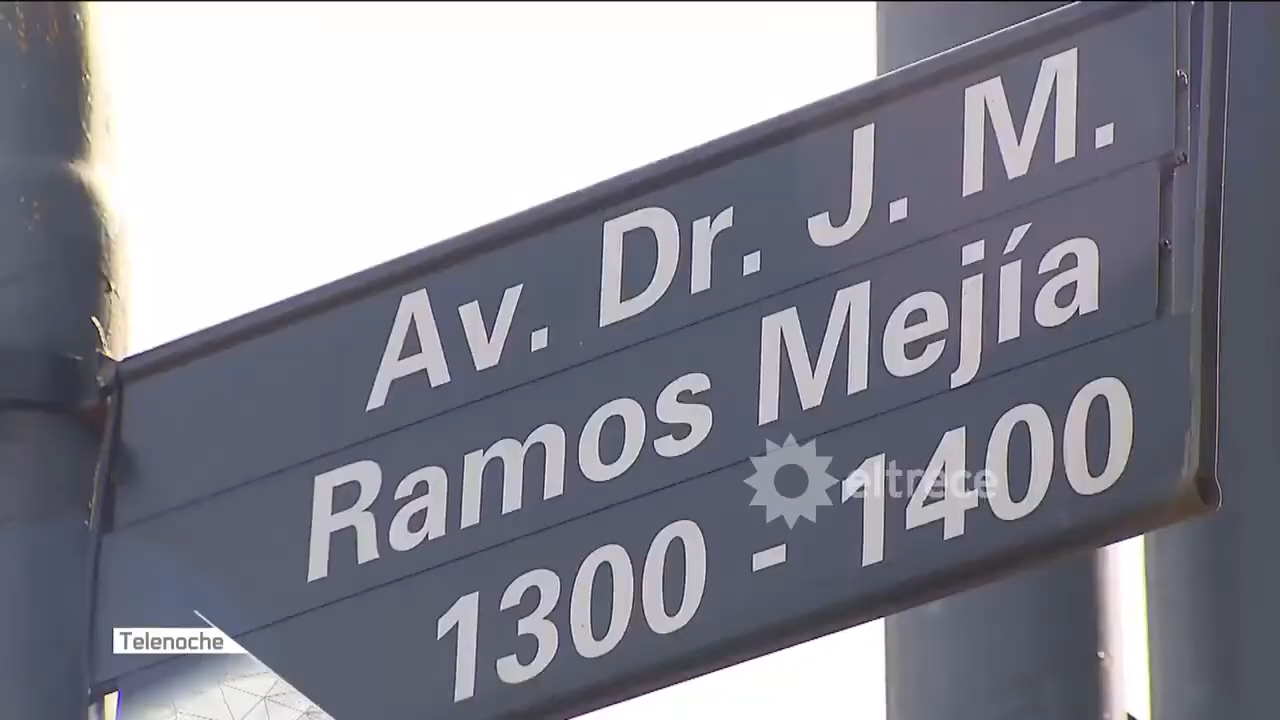 Av. Dr. J. M.
Ramos Mejía
1300 - 1400
eltrece
Telenoche